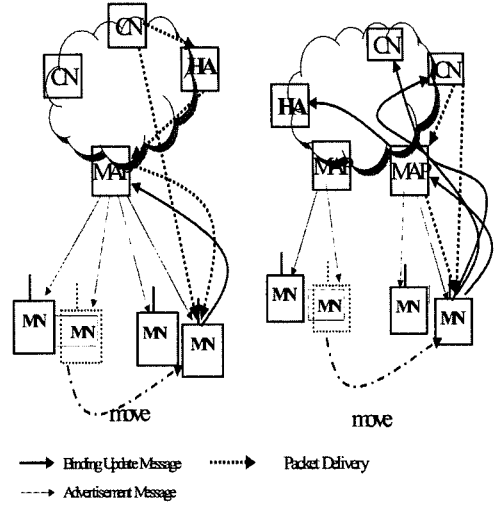 CN
CN
HA
MAP
MN
MN
MN
MN
move
CN
CN
HA
MAP
MAP
MN
MN
MN
MN
move
Binding Update Message
Packet Delivery
Advertisement Message